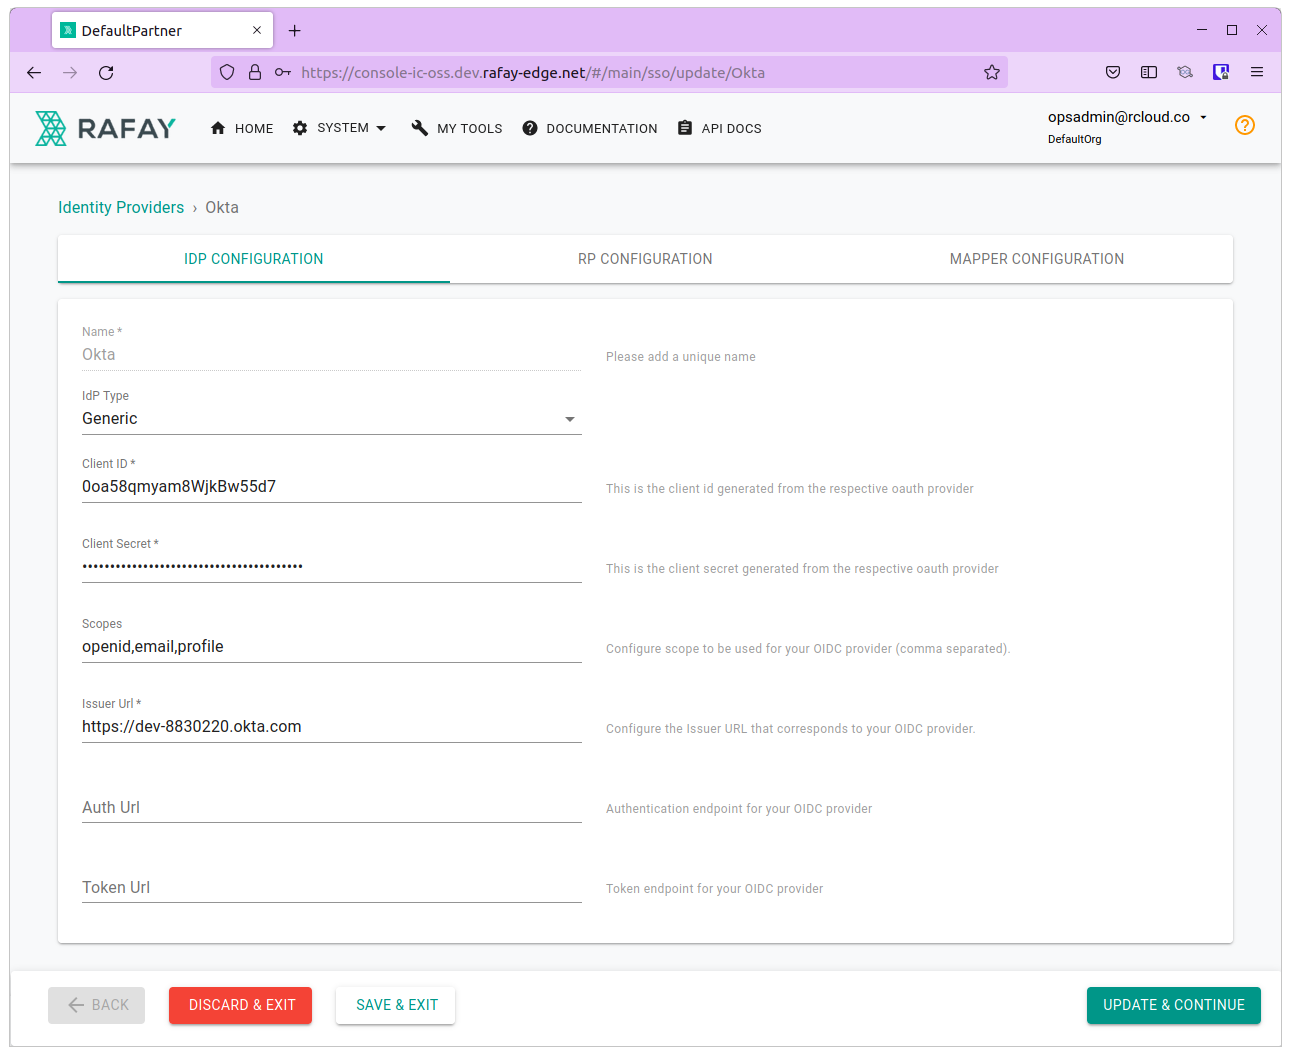 DefaultPartner
https://console-ic-oss.dev.rafay-edge.net/#/main/sso/update/Okta
RAFAY
HOME
SYSTEM
MY TOOLS
DOCUMENTATION
API DOCS
opsadmin@rcloud.co
DefaultOrg
Identity Providers › Okta
IDP CONFIGURATION
RP CONFIGURATION
MAPPER CONFIGURATION
Name *
Okta
Please add a unique name
IdP Type
Generic
Client ID *
0oa58qmyam8WjkBw55d7
This is the client id generated from the respective oauth provider
Client Secret *
••••••••••••••••••••••••••••••••••••••••
This is the client secret generated from the respective oauth provider
Scopes
openid,email,profile
Configure scope to be used for your OIDC provider (comma separated).
Issuer Url *
https://dev-8830220.okta.com
Configure the Issuer URL that corresponds to your OIDC provider.
Auth Url
Authentication endpoint for your OIDC provider
Token Url
Token endpoint for your OIDC provider
BACK
DISCARD & EXIT
SAVE & EXIT
UPDATE & CONTINUE